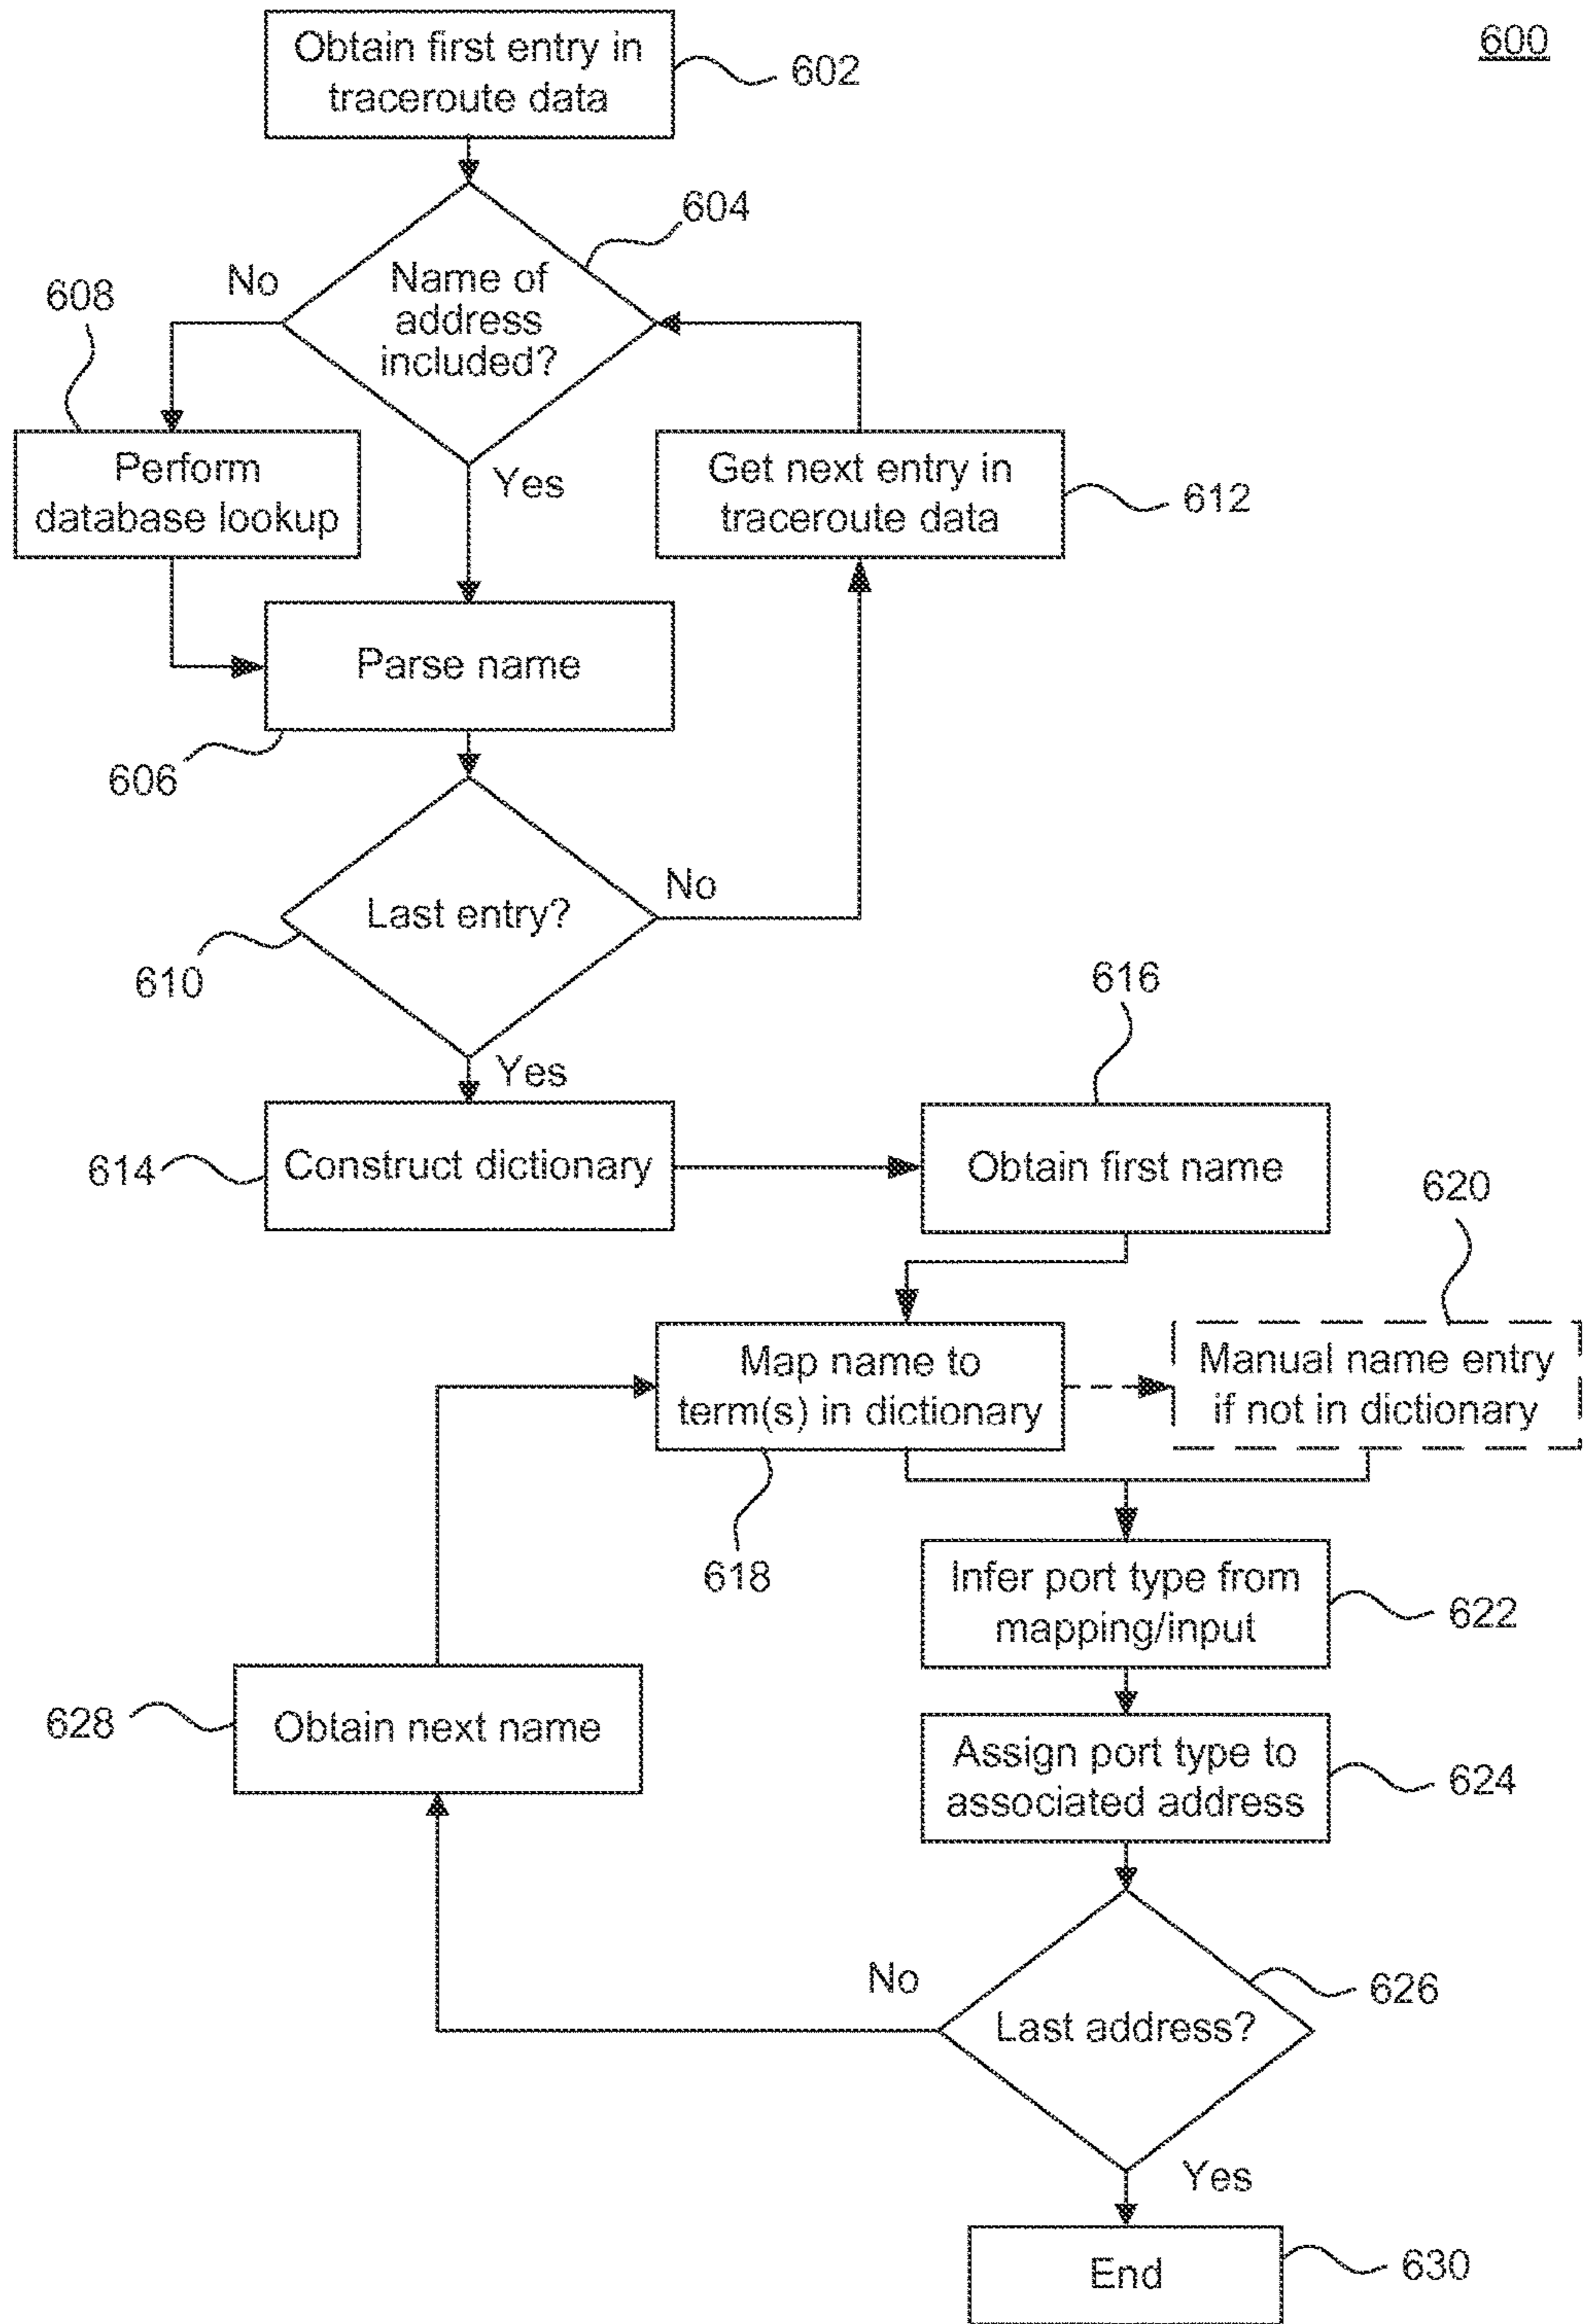 600
Obtain first entry in
traceroute data
602
604
Name of
address
included?
No
608
Perform
database lookup
Yes
Get next entry in
traceroute data
612
Parse name
606
Last entry?
No
610
Yes
616
614
Construct dictionary
Obtain first name
620
Map name to
term(s) in dictionary
Manual name entry
if not in dictionary
618
Infer port type from
mapping/input
622
628
Obtain next name
Assign port type to
associated address
624
No
626
Last address?
Yes
End
630